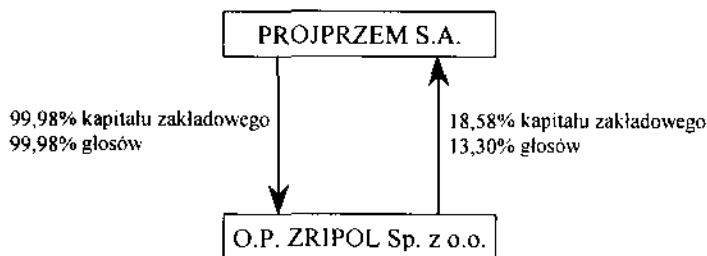 PROJPRZEM S.A.
99,98% kapitału zakładowego
99,98% głosów
18,58% kapitału zakładowego
13,30% głosów
O.P. ZRIPOL Sp. z o.o.